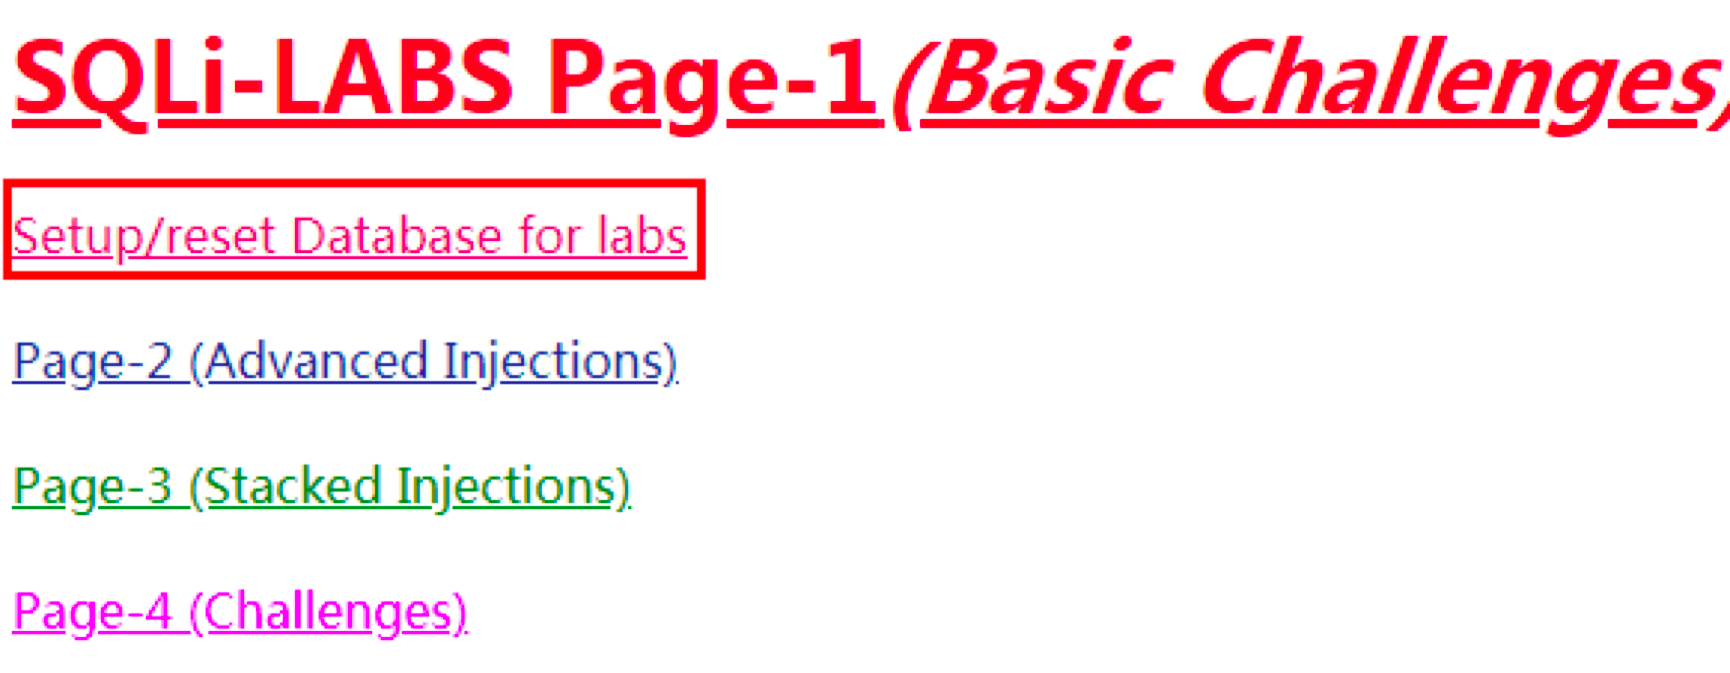 SQLi-LABS Page-1(Basic Challenges)
Setup/reset Database for labs
Page-2 (Advanced Injections)
Page-3 (Stacked Injections)
Page-4 (Challenges)